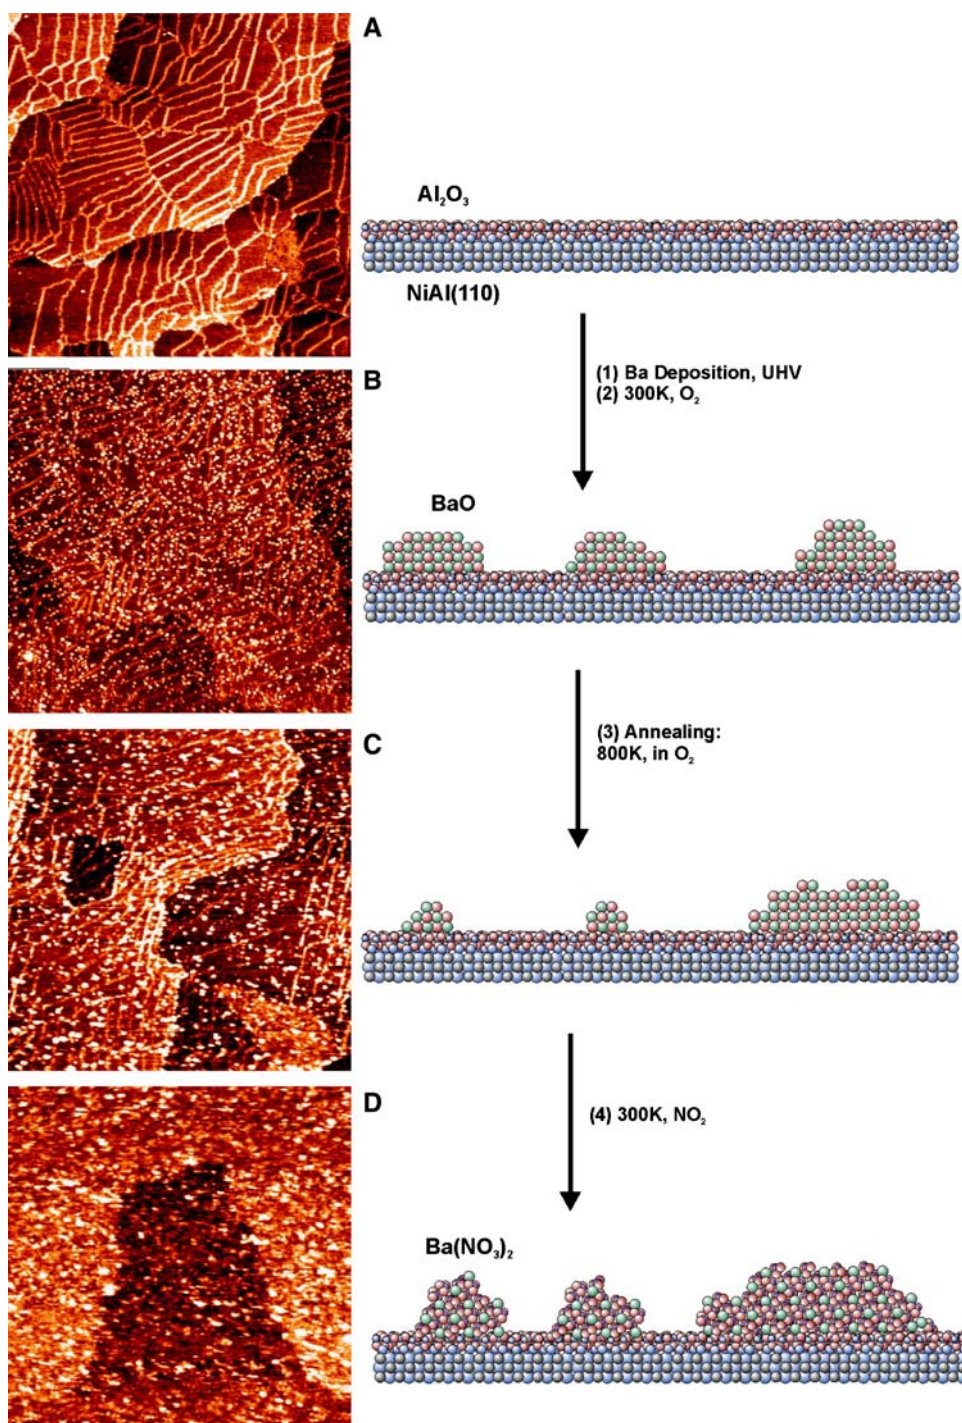 A
Al₂O₃
NiAl(110)
(1) Ba Deposition, UHV
(2) 300K, O₂
B
BaO
(3) Annealing:
800K, in O₂
C
D
(4) 300K, NO₂
Ba(NO₃)₂